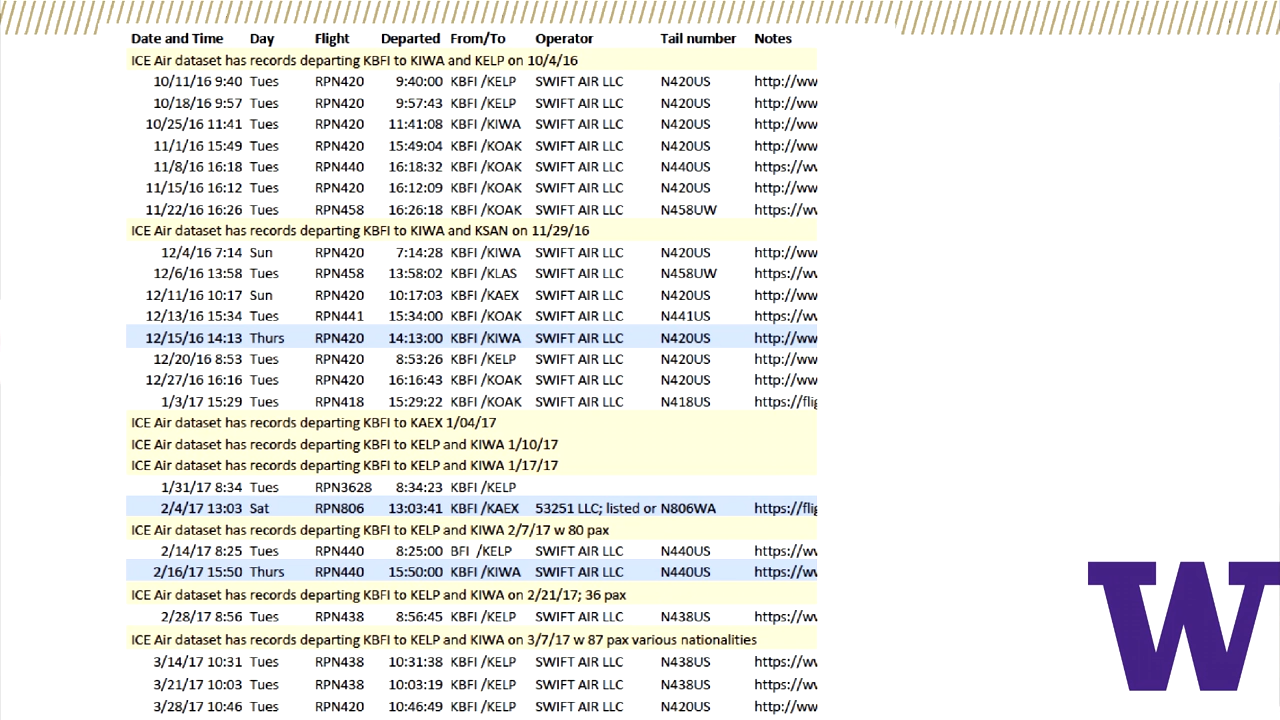 Date and Time Day Flight Departed From/To Operator Tail number Notes
ICE Air dataset has records departing KBFI to KIWA and KELP on 10/4/16
10/11/16 9:40 Tues RPN420 9:40:00 KBFI /KELP SWIFT AIR LLC N420US http://ww
10/18/16 9:57 Tues RPN420 9:57:43 KBFI /KELP SWIFT AIR LLC N420US http://ww
10/25/16 11:41 Tues RPN420 11:41:08 KBFI /KIWA SWIFT AIR LLC N420US http://ww
11/1/16 15:49 Tues RPN420 15:49:04 KBFI /KOAK SWIFT AIR LLC N420US http://ww
11/8/16 16:18 Tues RPN440 16:18:32 KBFI /KOAK SWIFT AIR LLC N440US https://w
11/15/16 16:12 Tues RPN420 16:12:09 KBFI /KOAK SWIFT AIR LLC N420US http://ww
11/22/16 16:26 Tues RPN458 16:26:18 KBFI /KOAK SWIFT AIR LLC N458UW https://w
ICE Air dataset has records departing KBFI to KIWA and KSAN on 11/29/16
12/4/16 7:14 Sun RPN420 7:14:28 KBFI /KIWA SWIFT AIR LLC N420US http://ww
12/6/16 13:58 Tues RPN458 13:58:02 KBFI /KLAS SWIFT AIR LLC N458UW https://w
12/11/16 10:17 Sun RPN420 10:17:03 KBFI /KAEX SWIFT AIR LLC N420US http://ww
12/13/16 15:34 Tues RPN441 15:34:00 KBFI /KOAK SWIFT AIR LLC N441US https://w
12/15/16 14:13 Thurs RPN420 14:13:00 KBFI /KIWA SWIFT AIR LLC N420US http://ww
12/20/16 8:53 Tues RPN420 8:53:26 KBFI /KELP SWIFT AIR LLC N420US http://ww
12/27/16 16:16 Tues RPN420 16:16:43 KBFI /KOAK SWIFT AIR LLC N420US http://ww
1/3/17 15:29 Tues RPN418 15:29:22 KBFI /KOAK SWIFT AIR LLC N418US https://flig
ICE Air dataset has records departing KBFI to KAEX 1/04/17
ICE Air dataset has records departing KBFI to KELP and KIWA 1/10/17
ICE Air dataset has records departing KBFI to KELP and KIWA 1/17/17
1/31/17 8:34 Tues RPN3628 8:34:23 KBFI /KELP
2/4/17 13:03 Sat RPN806 13:03:41 KBFI /KAEX 53251 LLC; listed or N806WA https://flig
ICE Air dataset has records departing KBFI to KELP and KIWA 2/7/17 w 80 pax
2/14/17 8:25 Tues RPN440 8:25:00 BFI /KELP SWIFT AIR LLC N440US https://w
2/16/17 15:50 Thurs RPN440 15:50:00 KBFI /KIWA SWIFT AIR LLC N440US https://w
ICE Air dataset has records departing KBFI to KELP and KIWA on 2/21/17; 36 pax
2/28/17 8:56 Tues RPN438 8:56:45 KBFI /KELP SWIFT AIR LLC N438US https://w
ICE Air dataset has records departing KBFI to KELP and KIWA on 3/7/17 w 87 pax various nationalities
3/14/17 10:31 Tues RPN438 10:31:38 KBFI /KELP SWIFT AIR LLC N438US https://w
3/21/17 10:03 Tues RPN438 10:03:19 KBFI /KELP SWIFT AIR LLC N438US https://w
3/28/17 10:46 Tues RPN420 10:46:49 KBFI /KELP SWIFT AIR LLC N420US http://ww
W